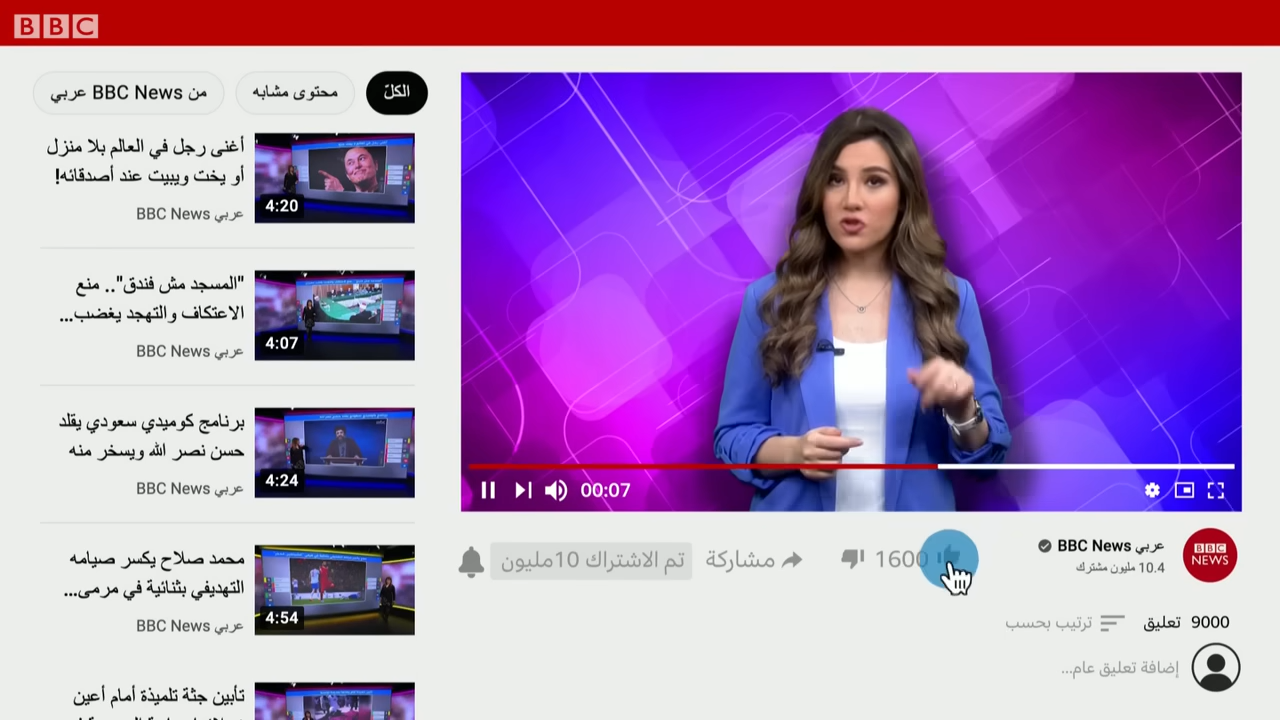 BBC
الكلّ
محتوى مشابه
من BBC News عربي
أغنى رجل في العالم بلا منزل
أو يخت ويبيت عند أصدقائه!
عربي BBC News
4:20
"المسجد مش فندق".. منع
الاعتكاف والتهجد يغضب...
عربي BBC News
4:07
برنامج كوميدي سعودي يقلد
حسن نصر الله ويسخر منه
عربي BBC News
4:24
محمد صلاح يكسر صيامه
التهديفي بثنائية في مرمى...
عربي BBC News
4:54
تأبين جثة تلميذة أمام أعين
00:07
عربي BBC News
10.4 مليون مشترك
BBC
NEWS
1600
مشاركة
تم الاشتراك 10مليون
9000 تعليق
ترتيب بحسب
إضافة تعليق عام...